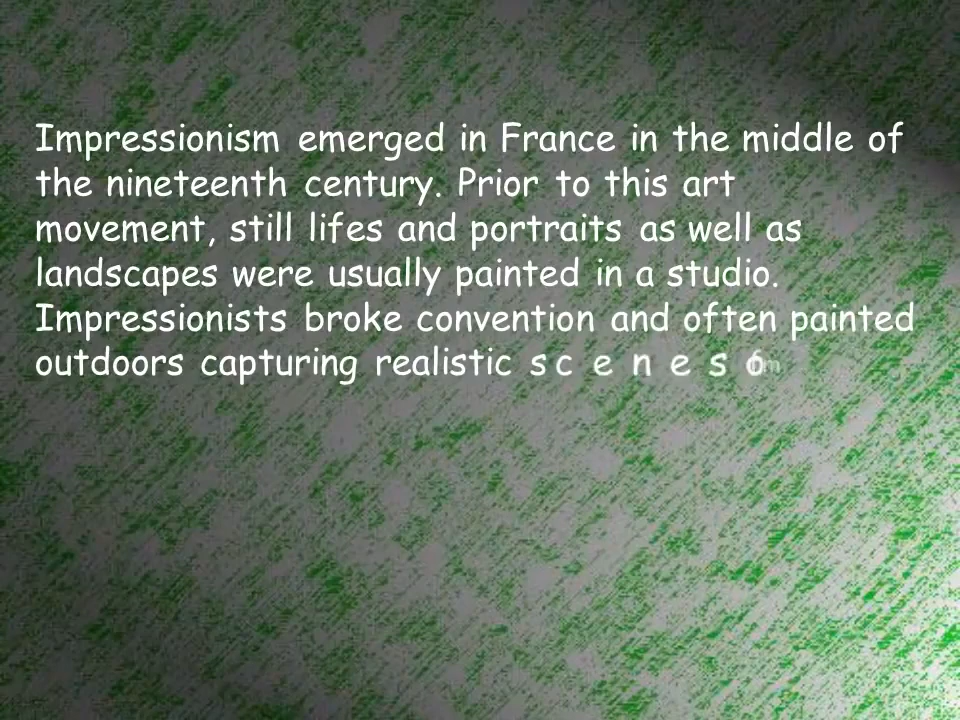 Impressionism emerged in France in the middle of
the nineteenth century. Prior to this art
movement, still lifes and portraits as well as
landscapes were usually painted in a studio.
Impressionists broke convention and often painted
outdoors capturing realistic scenes